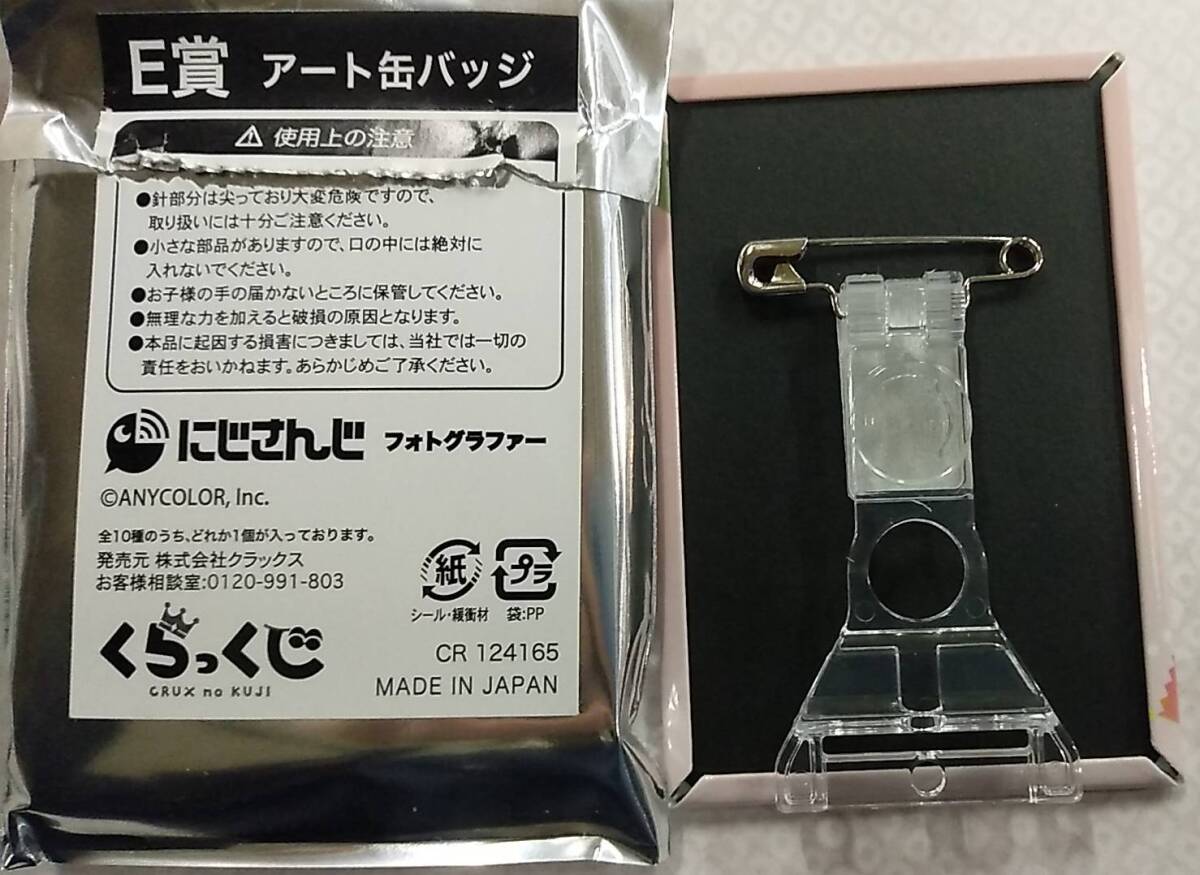 E賞 アート缶バッジ
⚠ 使用上の注意
●針部分は尖っており大変危険ですので、
取り扱いには十分ご注意ください。
●小さな部品がありますので、口の中には絶対に
入れないでください。
●お子様の手の届かないところに保管してください。
●無理な力を加えると破損の原因となります。
●本品に起因する損害につきましては、当社では一切の
責任をおいかねます。あらかじめご了承ください。
にじさんじ フォトグラファー
©ANYCOLOR, Inc.
全10種のうち、どれか1個が入っております。
発売元 株式会社クラックス
お客様相談室:0120-991-803
紙 プラ
シール・緩衝材 袋:PP
くらっくじ
CRUX no KUJI
CR 124165
MADE IN JAPAN